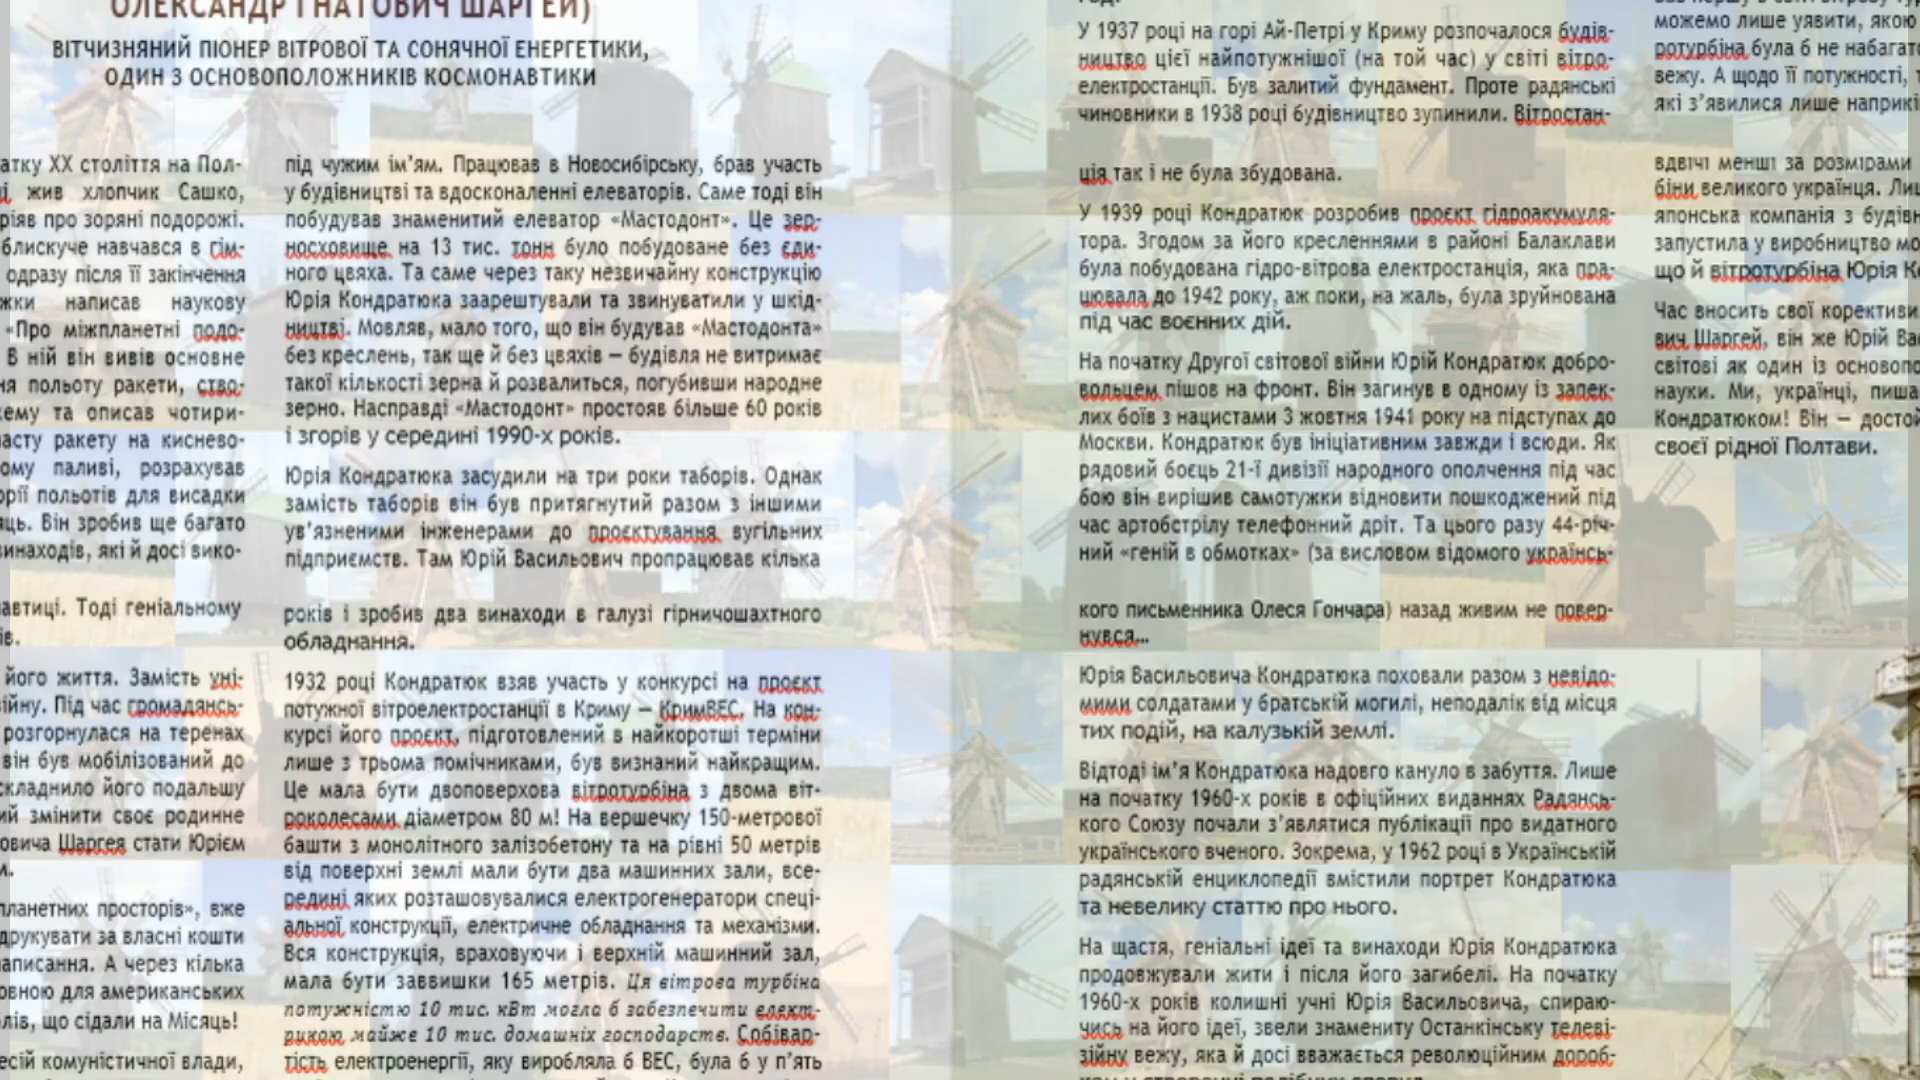 ОЛЕКСАНДР ГНАТОВИЧ ШАРГЕЙ)
ВІТЧИЗНЯНИЙ ПІОНЕР ВІТРОВОЇ ТА СОНЯЧНОЇ ЕНЕРГЕТИКИ,
ОДИН З ОСНОВОПОЛОЖНИКІВ КОСМОНАВТИКИ
атку XX століття на Пол-
і, жив хлопчик Сашко,
ріяв про зоряні подорожі.
блискуче навчався в гім-
одразу після її закінчення
жки написав наукову
«Про міжпланетні подо-
В ній він вивів основне
ня польоту ракети, ство-
ему та описав чотири-
асту ракету на киснево-
ому паливі, розрахував
орії польотів для висадки
яць. Він зробив ще багато
винаходів, які й досі вико-
автиці. Тоді геніальному
ів.
його життя. Замість уні-
ійну. Під час громадянсь-
розгорнулася на теренах
він був мобілізований до
складнило його подальшу
ий змінити своє родинне
овича Шаргея стати Юрієм
м.
планетних просторів», вже
друкувати за власні кошти
написання. А через кілька
овною для американських
лів, що сідали на Місяць!
есій комуністичної влади,
під чужим ім’ям. Працював в Новосибірську, брав участь
у будівництві та вдосконаленні елеваторів. Саме тоді він
побудував знаменитий елеватор «Мастодонт». Це зер-
носховище на 13 тис. тонн було побудоване без єди-
ного цвяха. Та саме через таку незвичайну конструкцію
Юрія Кондратюка заарештували та звинуватили у шкід-
ництві. Мовляв, мало того, що він будував «Мастодонта»
без креслень, так ще й без цвяхів — будівля не витримає
такої кількості зерна й розвалиться, погубивши народне
зерно. Насправді «Мастодонт» простояв більше 60 років
і згорів у середині 1990-х років.
Юрія Кондратюка засудили на три роки таборів. Однак
замість таборів він був притягнутий разом з іншими
ув’язненими інженерами до проєктування вугільних
підприємств. Там Юрій Васильович пропрацював кілька
років і зробив два винаходи в галузі гірничошахтного
обладнання.
1932 році Кондратюк взяв участь у конкурсі на проєкт
потужної вітроелектростанції в Криму — КримВЕС. На кон-
курсі його проєкт, підготовлений в найкоротші терміни
лише з трьома помічниками, був визнаний найкращим.
Це мала бути двоповерхова вітротурбіна з двома віт-
роколесами діаметром 80 м! На вершечку 150-метрової
башти з монолітного залізобетону та на рівні 50 метрів
від поверхні землі мали бути два машинних зали, все-
редині яких розташовувалися електрогенератори спеці-
альної конструкції, електричне обладнання та механізми.
Вся конструкція, враховуючи і верхній машинний зал,
мала бути заввишки 165 метрів. Ця вітрова турбіна
потужністю 10 тис. кВт могла б забезпечити елект-
рикою майже 10 тис. домашніх господарств. Собівар-
тість електроенергії, яку виробляла б ВЕС, була б у п’ять
У 1937 році на горі Ай-Петрі у Криму розпочалося будів-
ництво цієї найпотужнішої (на той час) у світі вітро-
електростанції. Був залитий фундамент. Проте радянські
чиновники в 1938 році будівництво зупинили. Вітростан-
ція так і не була збудована.
У 1939 році Кондратюк розробив проєкт гідроакумуля-
тора. Згодом за його кресленнями в районі Балаклави
була побудована гідро-вітрова електростанція, яка пра-
цювала до 1942 року, аж поки, на жаль, була зруйнована
під час воєнних дій.
На початку Другої світової війни Юрій Кондратюк добро-
вольцем пішов на фронт. Він загинув в одному із запек-
лих боїв з нацистами 3 жовтня 1941 року на підступах до
Москви. Кондратюк був ініціативним завжди і всюди. Як
рядовий боєць 21-ї дивізії народного ополчення під час
бою він вирішив самотужки відновити пошкоджений під
час артобстрілу телефонний дріт. Та цього разу 44-річ-
ний «геній в обмотках» (за висловом відомого українсь-
кого письменника Олеся Гончара) назад живим не повер-
нувся...
Юрія Васильовича Кондратюка поховали разом з невідо-
мими солдатами у братській могилі, неподалік від місця
тих подій, на калузькій землі.
Відтоді ім’я Кондратюка надовго кануло в забуття. Лише
на початку 1960-х років в офіційних виданнях Радянсь-
кого Союзу почали з’являтися публікації про видатного
українського вченого. Зокрема, у 1962 році в Українській
радянській енциклопедії вмістили портрет Кондратюка
та невелику статтю про нього.
На щастя, геніальні ідеї та винаходи Юрія Кондратюка
продовжували жити і після його загибелі. На початку
1960-х років колишні учні Юрія Васильовича, спираю-
чись на його ідеї, звели знамениту Останкінську телеві-
зійну вежу, яка й досі вважається революційним дороб-
можемо лише уявити, якою
ротурбіна була б не набагато
вежу. А щодо її потужності, т
які з’явилися лише наприкі
вдвічі менші за розмірами
біни великого українця. Лиш
японська компанія з будівн
запустила у виробництво мо
що й вітротурбіна Юрія Ко
Час вносить свої корективи
вич Шаргей, він же Юрій Ва
світові як один із основопо
науки. Ми, українці, пиша
Кондратюком! Він — достой
своєї рідної Полтави.